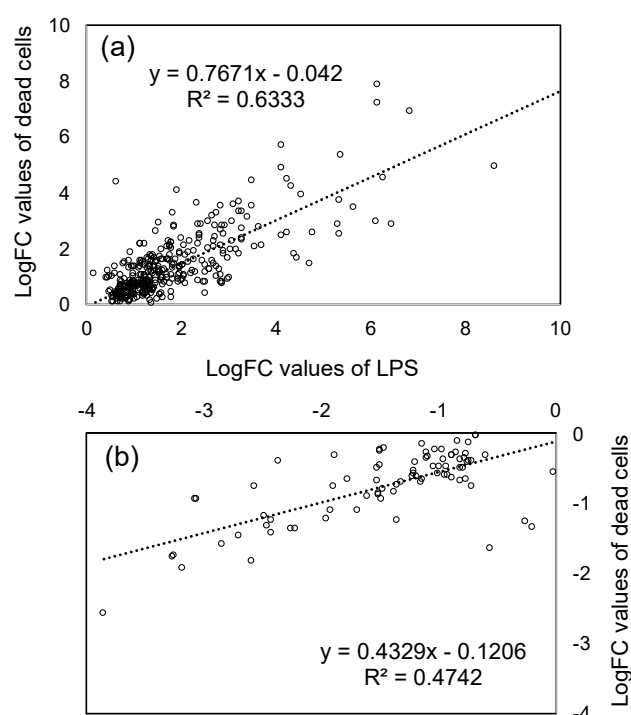 10
(a)
y = 0.7671x - 0.042
R² = 0.6333
8
6
4
2
0
LogFC values of dead cells
0 2 4 6 8 10
LogFC values of LPS
-4 -3 -2 -1 0
(b)
0
-1
-2
-3
-4
LogFC values of dead cells
y = 0.4329x - 0.1206
R² = 0.4742